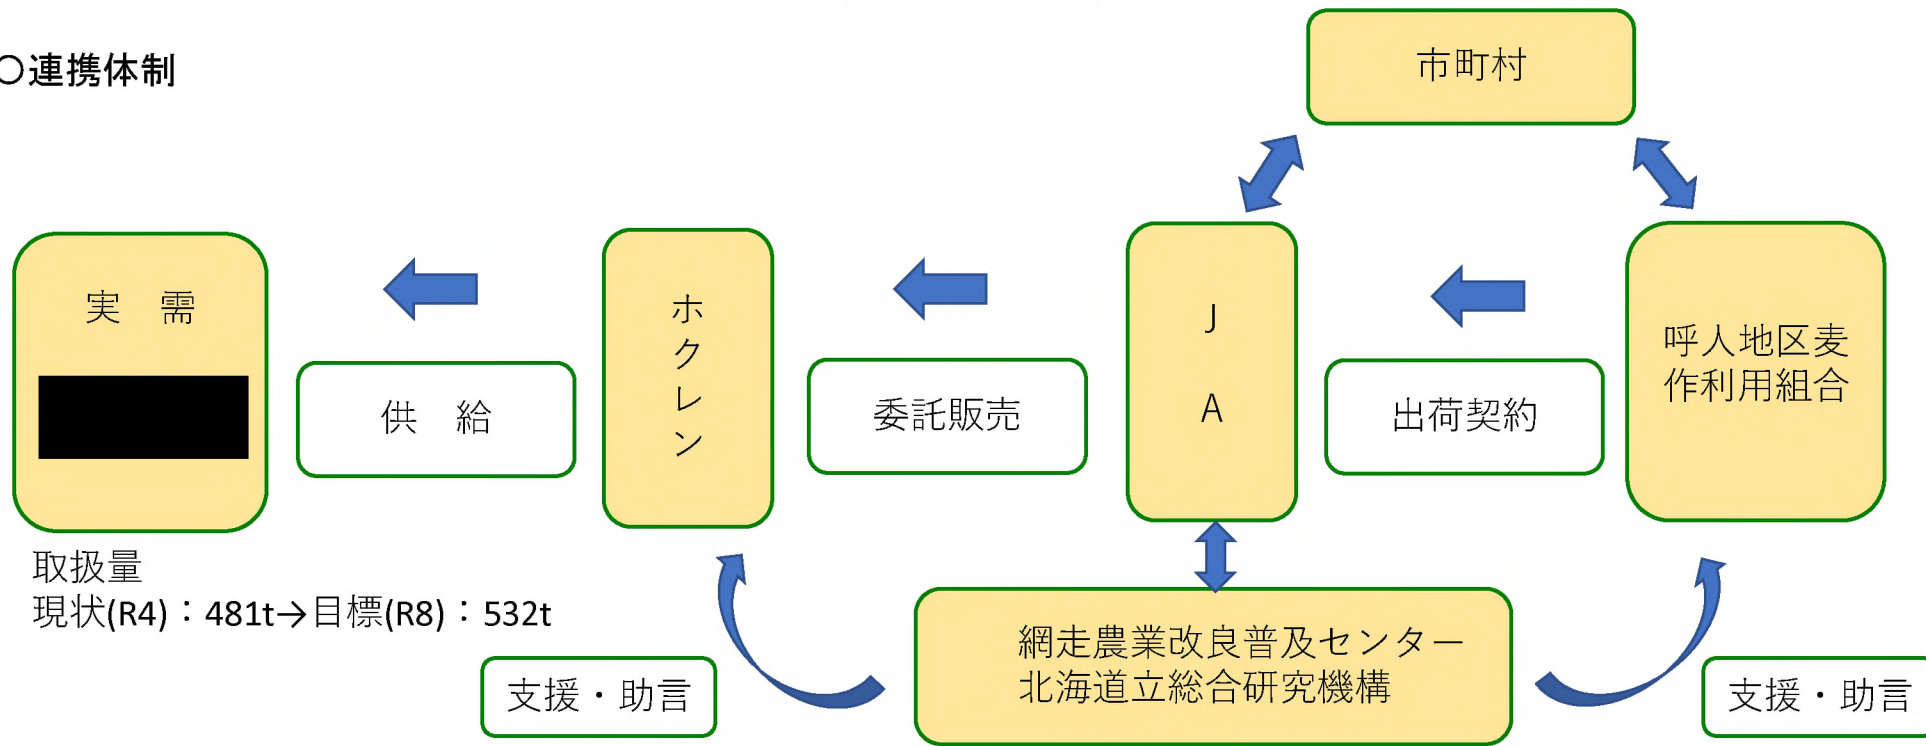 〇連携体制
市町村
実　需
供　給
ホクレン
委託販売
JA
出荷契約
呼人地区麦
作利用組合
取扱量
現状(R4)：481t→目標(R8)：532t
支援・助言
網走農業改良普及センター
北海道立総合研究機構
支援・助言